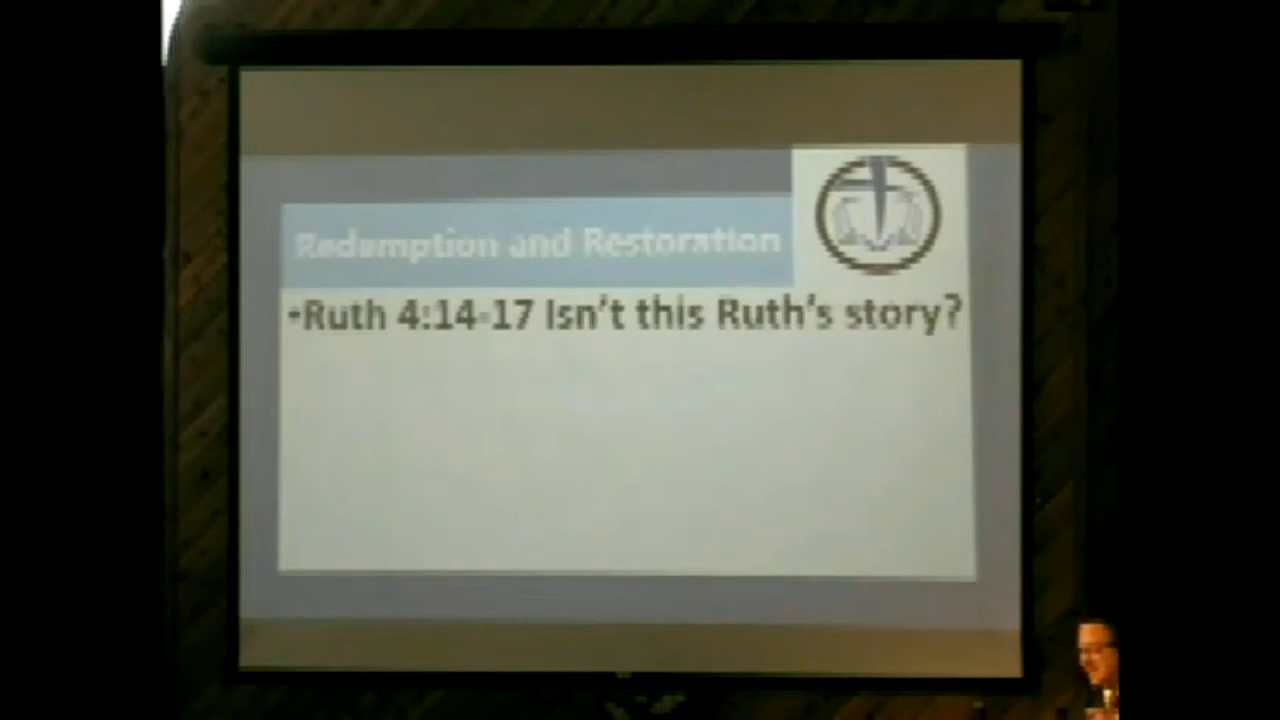 Redemption and Restoration
•Ruth 4:14-17 Isn't this Ruth's story?